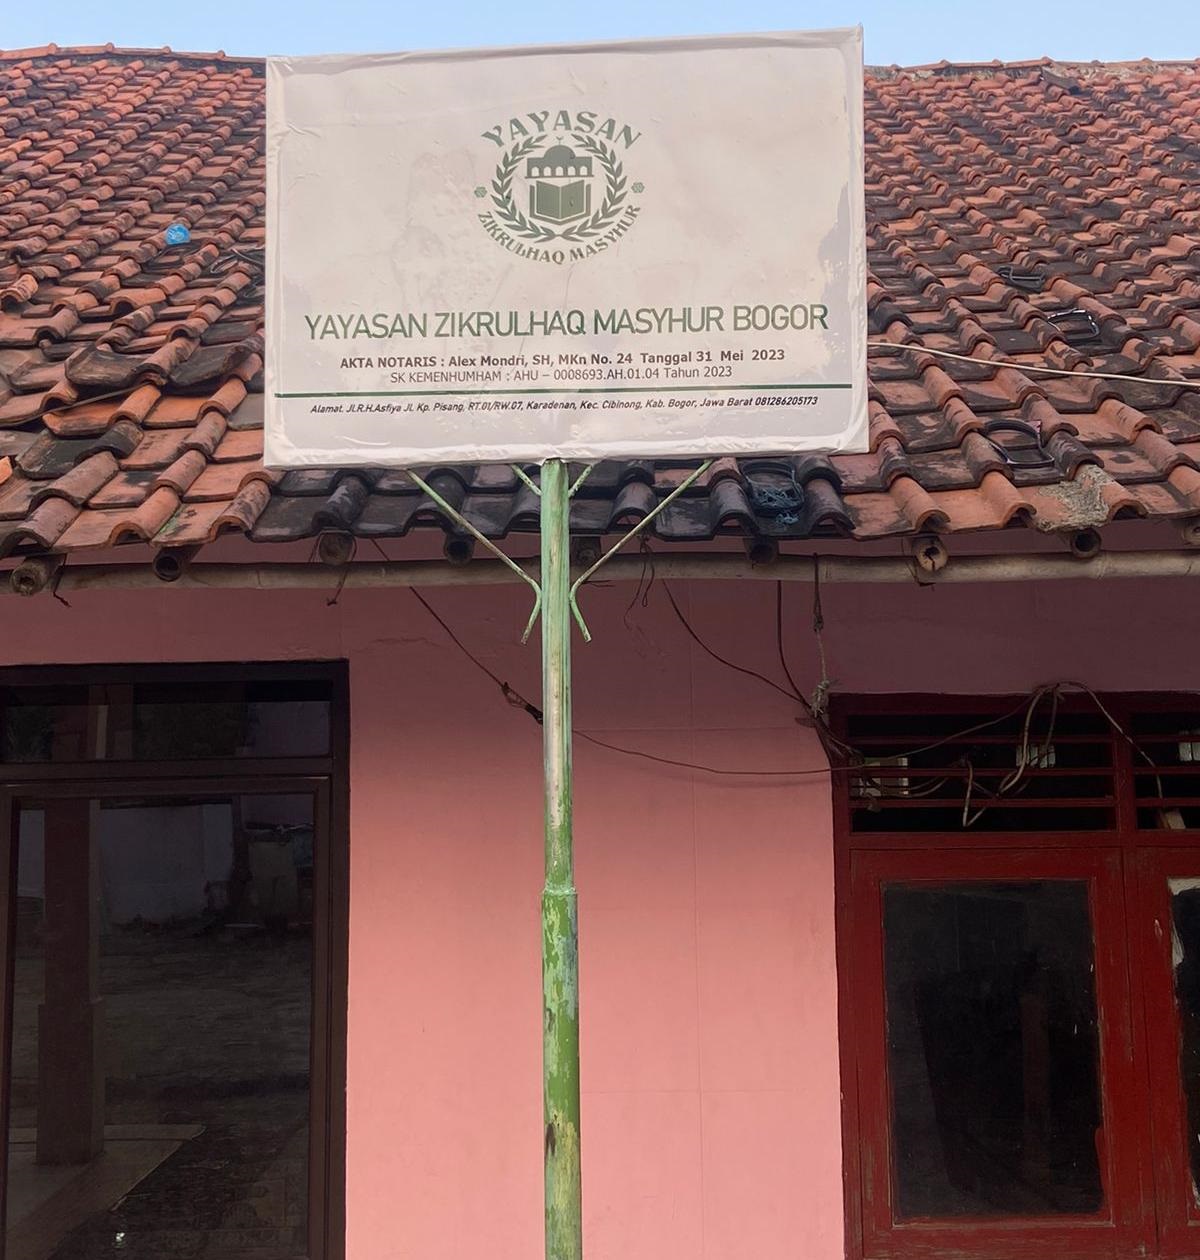 YAYASAN
ZIKRULHAQ MASYHUR
YAYASAN ZIKRULHAQ MASYHUR BOGOR
AKTA NOTARIS : Alex Mondri, SH, MKn No. 24 Tanggal 31 Mei 2023
SK KEMENHUMHAM : AHU – 0008693.AH.01.04 Tahun 2023
Alamat. Jl.R.H.Asfiya Jl. Kp. Pisang, RT.01/RW.07, Karadenan, Kec. Cibinong, Kab. Bogor, Jawa Barat 081286205173